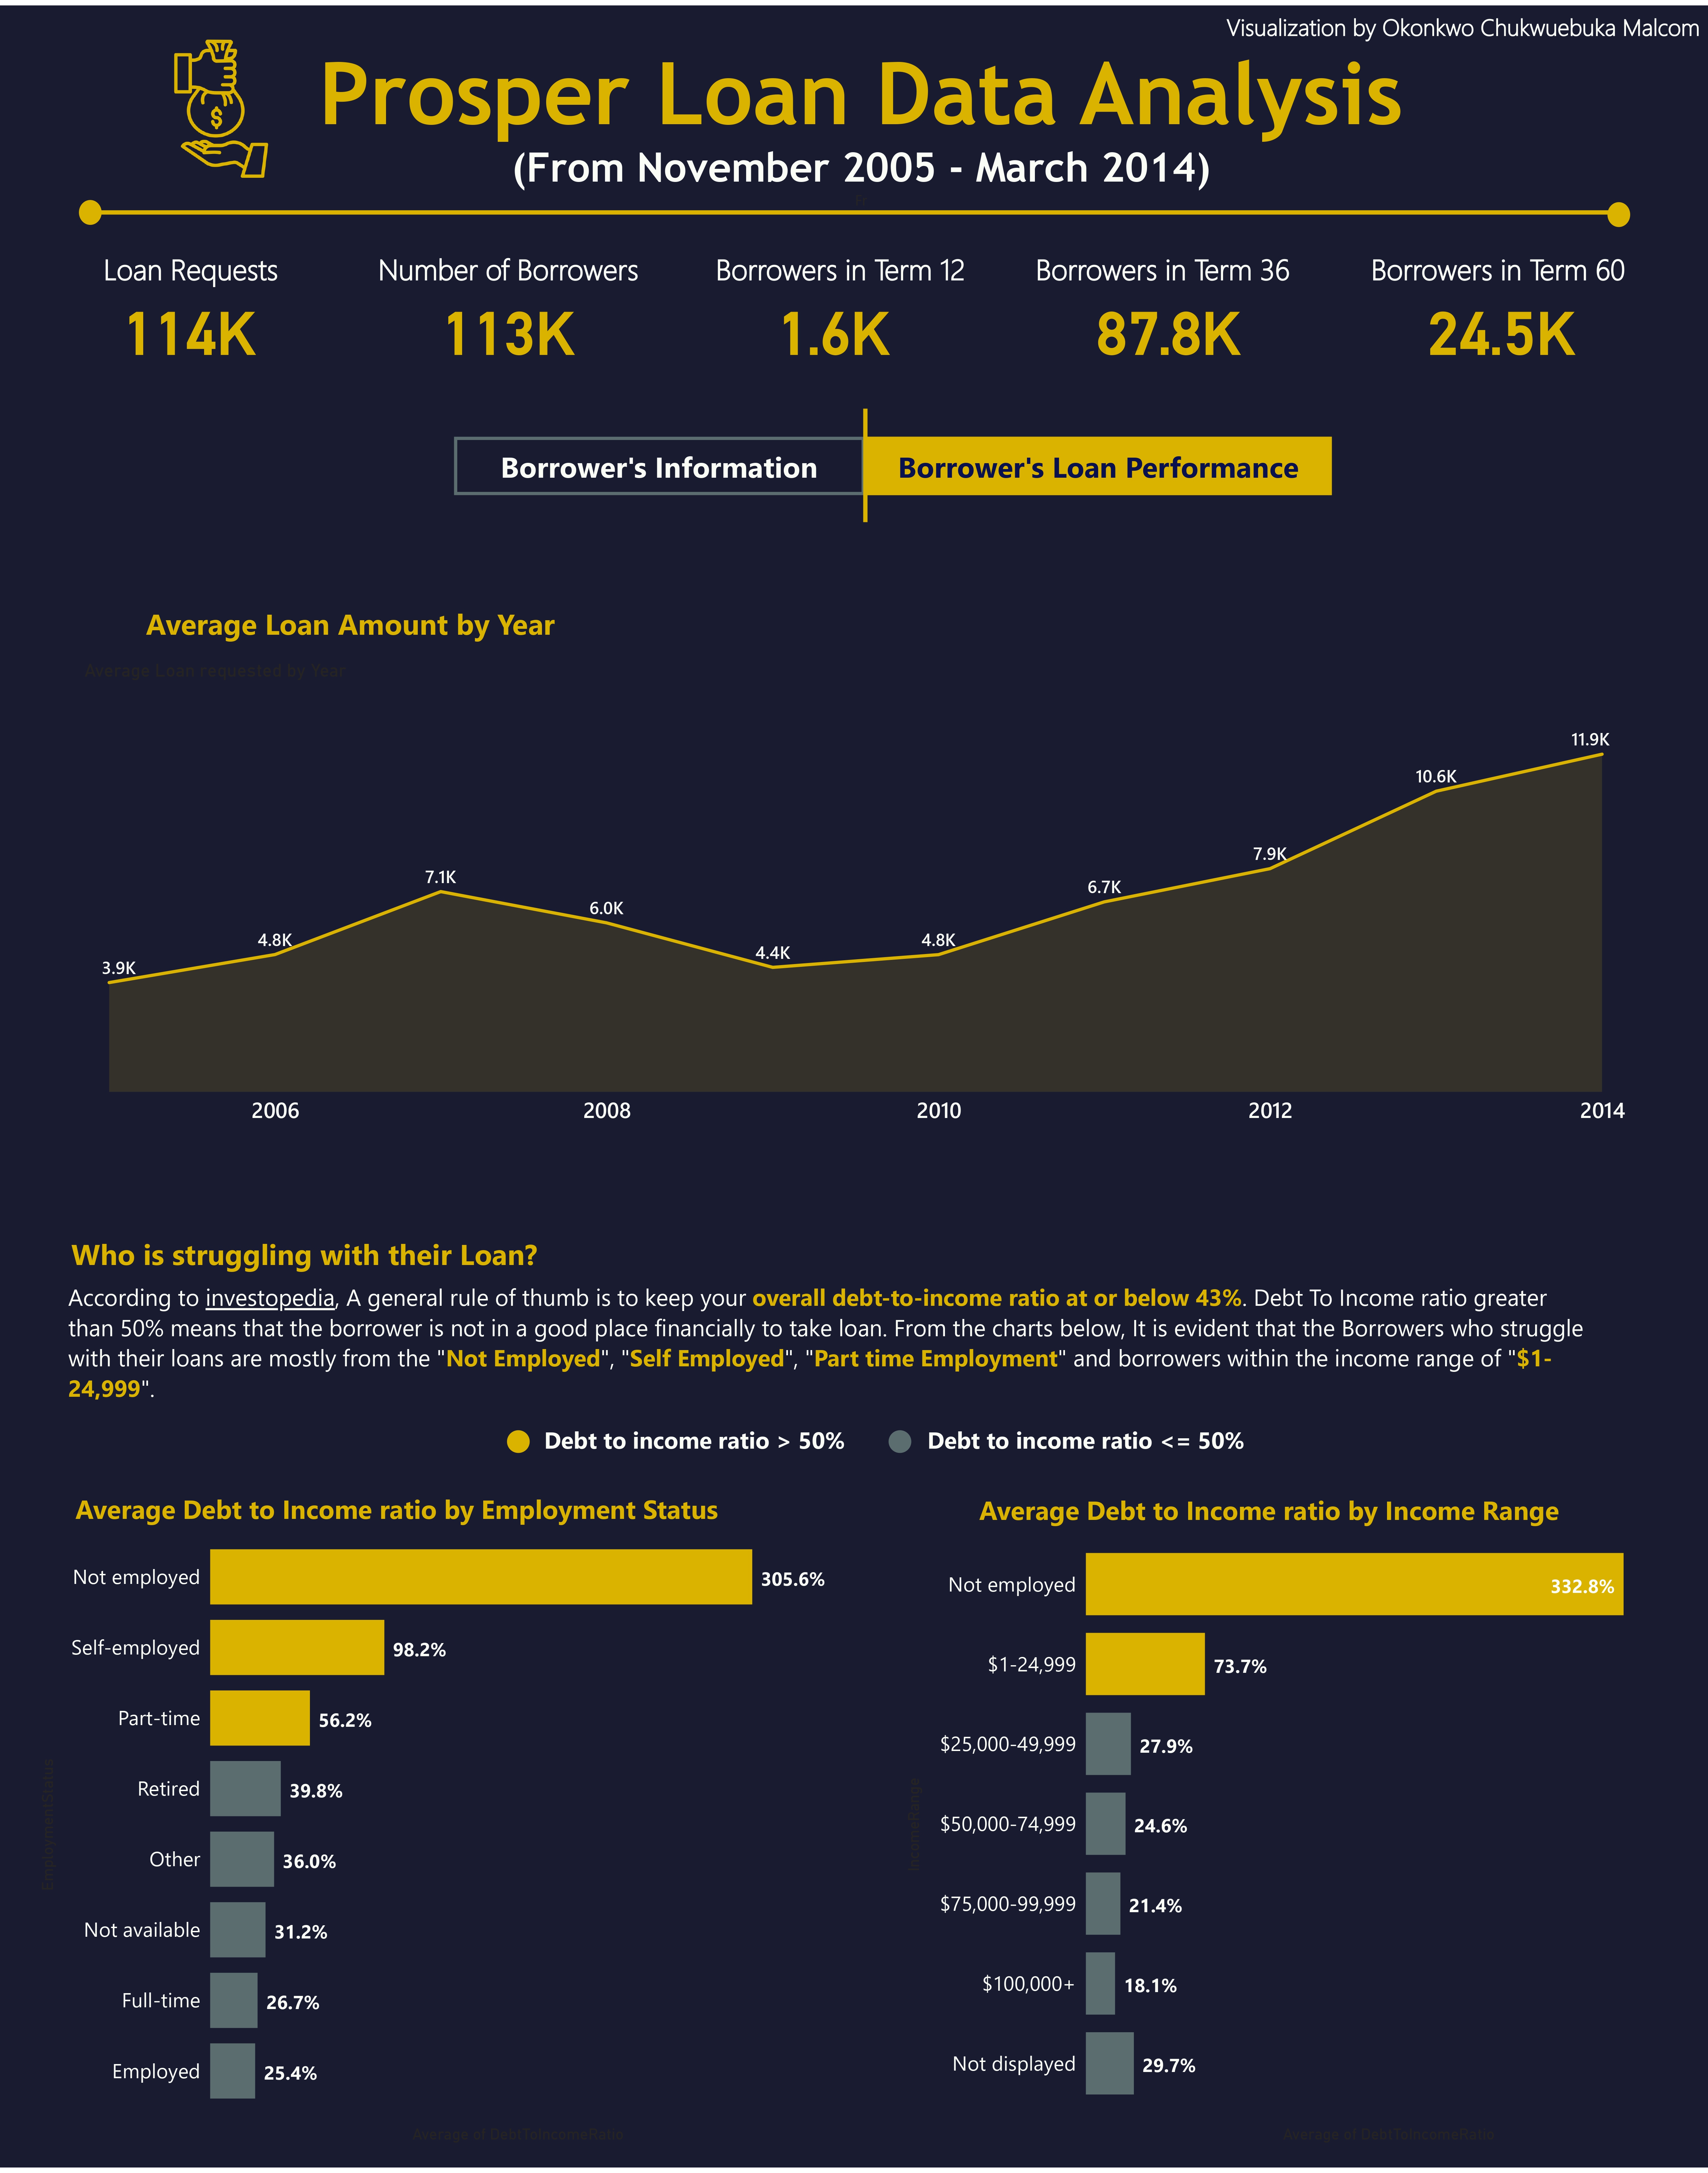 Visualization by Okonkwo Chukwuebuka Malcom
Prosper Loan Data Analysis
(From November 2005 - March 2014)
Fr
Loan Requests
114K
Number of Borrowers
113K
Borrowers in Term 12
1.6K
Borrowers in Term 36
87.8K
Borrowers in Term 60
24.5K
Borrower's Information
Borrower's Loan Performance
Average Loan Amount by Year
Average Loan requested by Year
3.9K
4.8K
7.1K
6.0K
4.4K
4.8K
6.7K
7.9K
10.6K
11.9K
2006
2008
2010
2012
2014
Who is struggling with their Loan?
According to investopedia, A general rule of thumb is to keep your overall debt-to-income ratio at or below 43%. Debt To Income ratio greater
than 50% means that the borrower is not in a good place financially to take loan. From the charts below, It is evident that the Borrowers who struggle
with their loans are mostly from the "Not Employed", "Self Employed", "Part time Employment" and borrowers within the income range of "$1-
24,999".
Debt to income ratio > 50%
Debt to income ratio <= 50%
Average Debt to Income ratio by Employment Status
EmploymentStatus
Not employed
305.6%
Self-employed
98.2%
Part-time
56.2%
Retired
39.8%
Other
36.0%
Not available
31.2%
Full-time
26.7%
Employed
25.4%
Average of DebtToIncomeRatio
Average Debt to Income ratio by Income Range
IncomeRange
Not employed
332.8%
$1-24,999
73.7%
$25,000-49,999
27.9%
$50,000-74,999
24.6%
$75,000-99,999
21.4%
$100,000+
18.1%
Not displayed
29.7%
Average of DebtToIncomeRatio